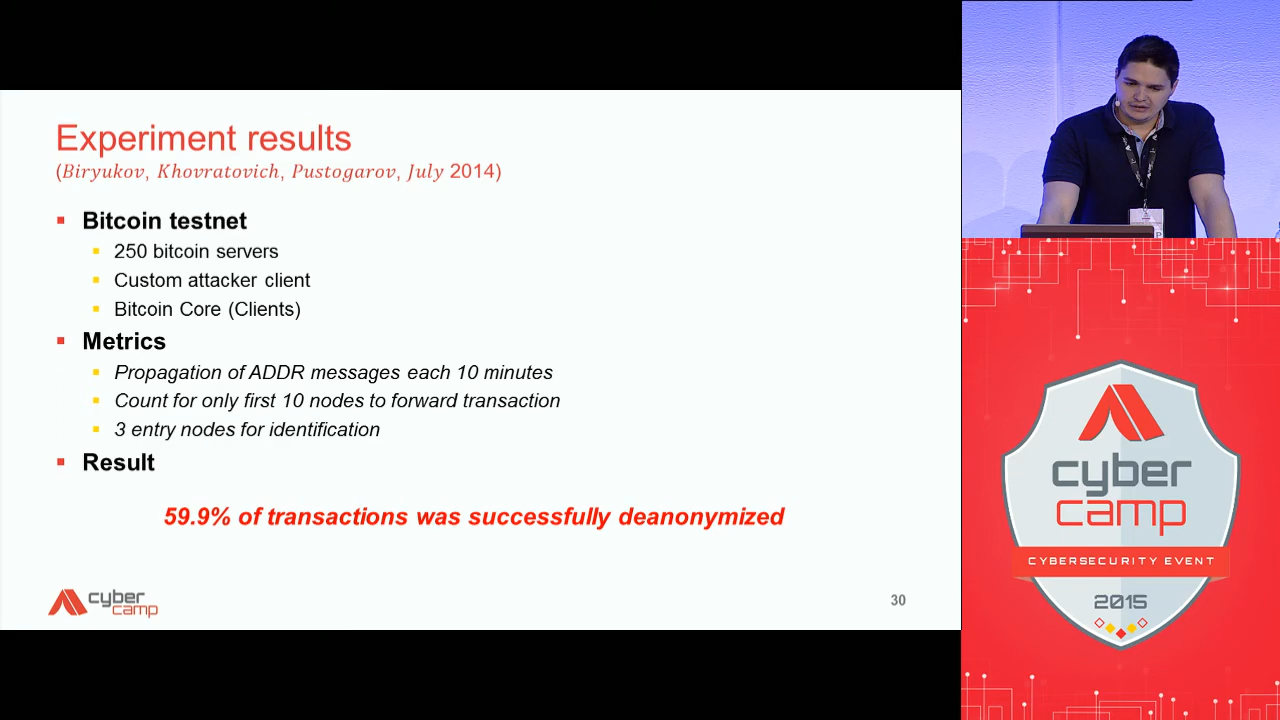 Experiment results
(Biryukov, Khovratovich, Pustogarov, July 2014)
Bitcoin testnet
250 bitcoin servers
Custom attacker client
Bitcoin Core (Clients)
Metrics
Propagation of ADDR messages each 10 minutes
Count for only first 10 nodes to forward transaction
3 entry nodes for identification
Result
59.9% of transactions was successfully deanonymized
cyber
camp
30
cyber
camp
CYBERSECURITY EVENT
2015